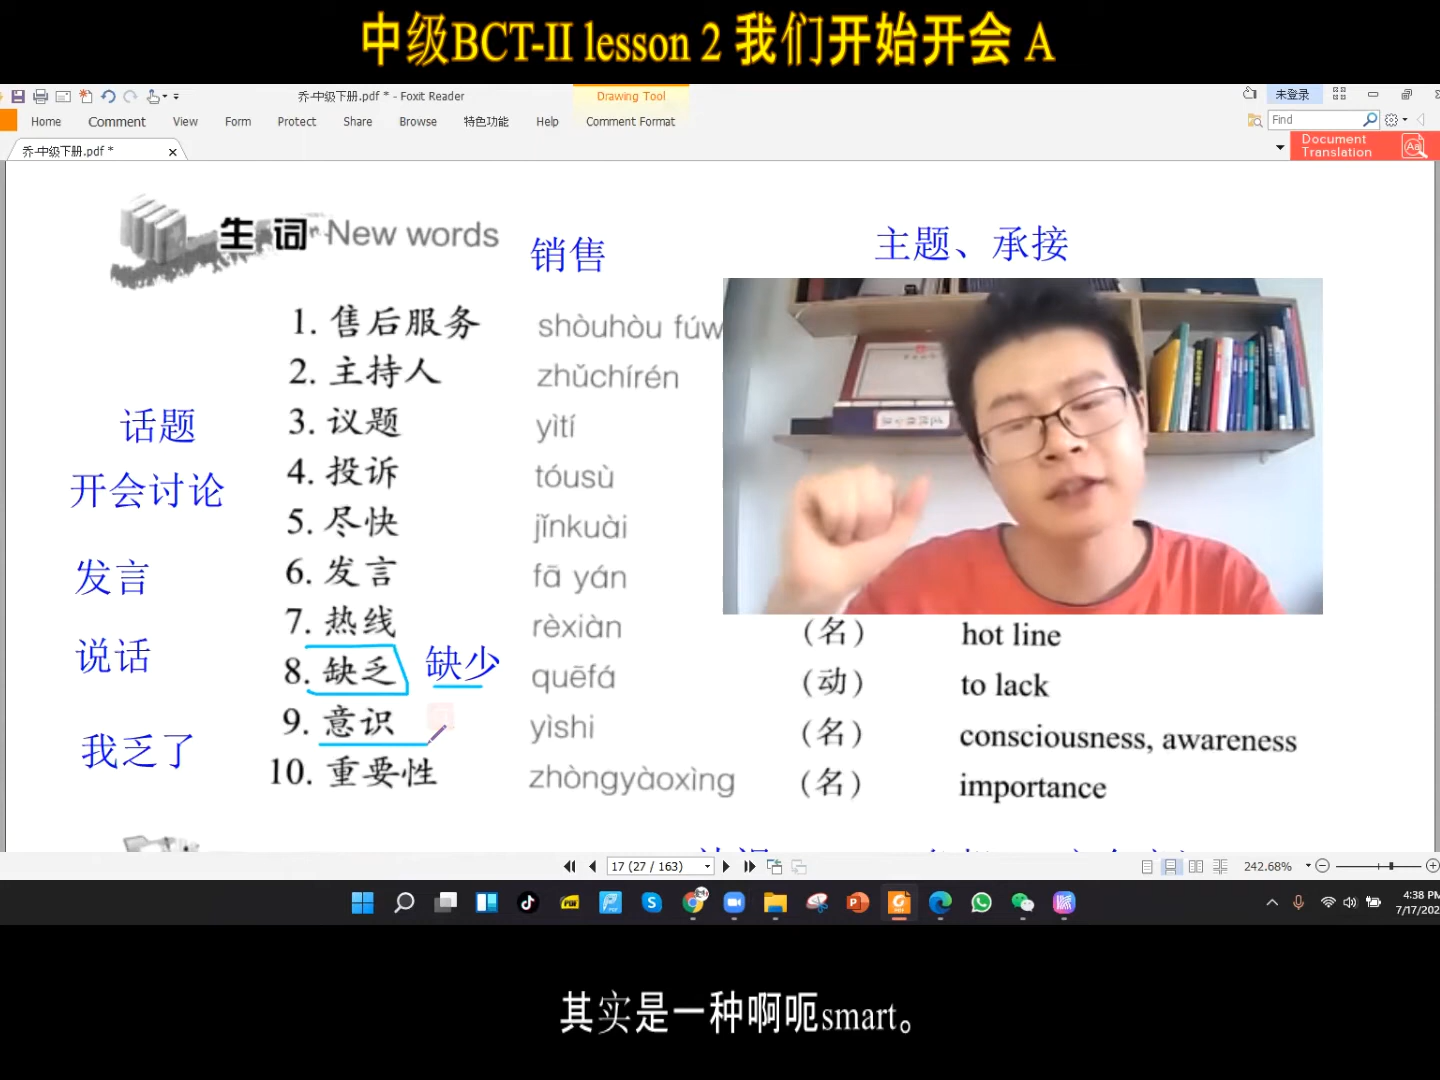 中级BCT-II lesson 2 我们开始开会 A
乔-中级下册.pdf * - Foxit Reader
Drawing Tool
未登录
Home Comment View Form Protect Share Browse 特色功能 Help Comment Format
Find
乔-中级下册.pdf *
Document Translation
生词 New words
销售
主题、承接
1. 售后服务 shòuhòu fúw
2. 主持人 zhǔchírén
话题
3. 议题 yìtí
开会讨论
4. 投诉 tóusù
5. 尽快 jǐnkuài
发言
6. 发言 fā yán
7. 热线 rèxiàn (名) hot line
说话
8. 缺乏 缺少 quēfá (动) to lack
9. 意识 yìshi (名) consciousness, awareness
我乏了
10. 重要性 zhòngyàoxìng (名) importance
17 (27 / 163)
242.68%
4:38 PM
7/17/202
其实是一种啊呃smart。